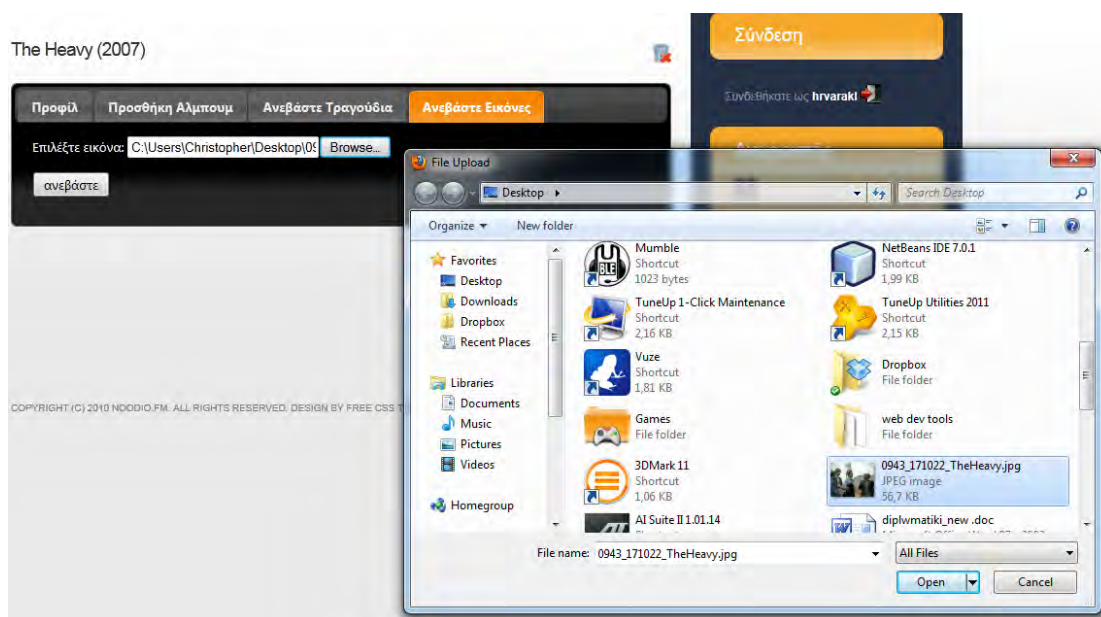 Σύνδεση
The Heavy (2007)
Συνδεθήκατε ως hrvarakl
Προφίλ Προσθήκη Αλμπουμ Ανεβάστε Τραγούδια Ανεβάστε Εικόνες
Επιλέξτε εικόνα: C:\Users\Christopher\Desktop\09 Browse...
ανεβάστε
File Upload
Desktop
Search Desktop
Organize New folder
Favorites
Desktop
Downloads
Dropbox
Recent Places
Libraries
Documents
Music
Pictures
Videos
Homegroup
Mumble
Shortcut
1023 bytes
NetBeans IDE 7.0.1
Shortcut
1,99 KB
TuneUp 1-Click Maintenance
Shortcut
2,16 KB
TuneUp Utilities 2011
Shortcut
2,15 KB
Vuze
Shortcut
1,81 KB
Dropbox
File folder
Games
File folder
web dev tools
File folder
3DMark 11
Shortcut
1,06 KB
0943_171022_TheHeavy.jpg
JPEG image
56,7 KB
AI Suite II 1.01.14
diplwmatiki_new .doc
COPYRIGHT (C) 2010 NOODIO.FM. ALL RIGHTS RESERVED. DESIGN BY FREE CSS T
File name: 0943_171022_TheHeavy.jpg All Files
Open Cancel